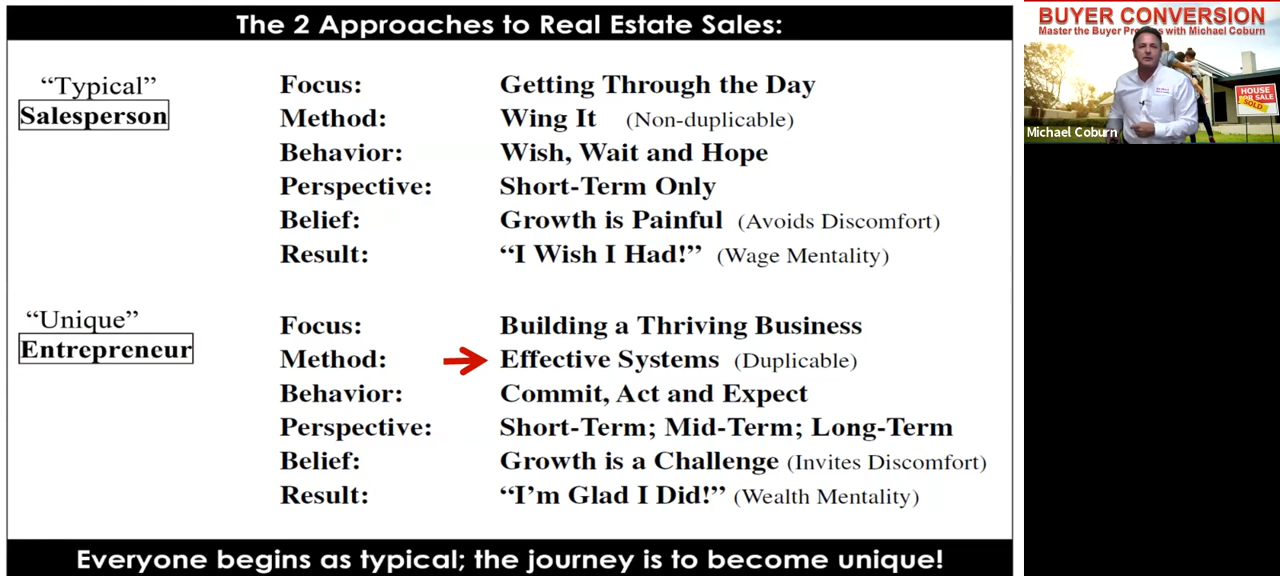 The 2 Approaches to Real Estate Sales:
“Typical”
Salesperson
Focus: Getting Through the Day
Method: Wing It (Non-duplicable)
Behavior: Wish, Wait and Hope
Perspective: Short-Term Only
Belief: Growth is Painful (Avoids Discomfort)
Result: “I Wish I Had!” (Wage Mentality)
“Unique”
Entrepreneur
Focus: Building a Thriving Business
Method: Effective Systems (Duplicable)
Behavior: Commit, Act and Expect
Perspective: Short-Term; Mid-Term; Long-Term
Belief: Growth is a Challenge (Invites Discomfort)
Result: “I’m Glad I Did!” (Wealth Mentality)
Everyone begins as typical; the journey is to become unique!
BUYER CONVERSION
Master the Buyer Pro with Michael Coburn
HOUSE
FOR SALE
SOLD
Michael Coburn